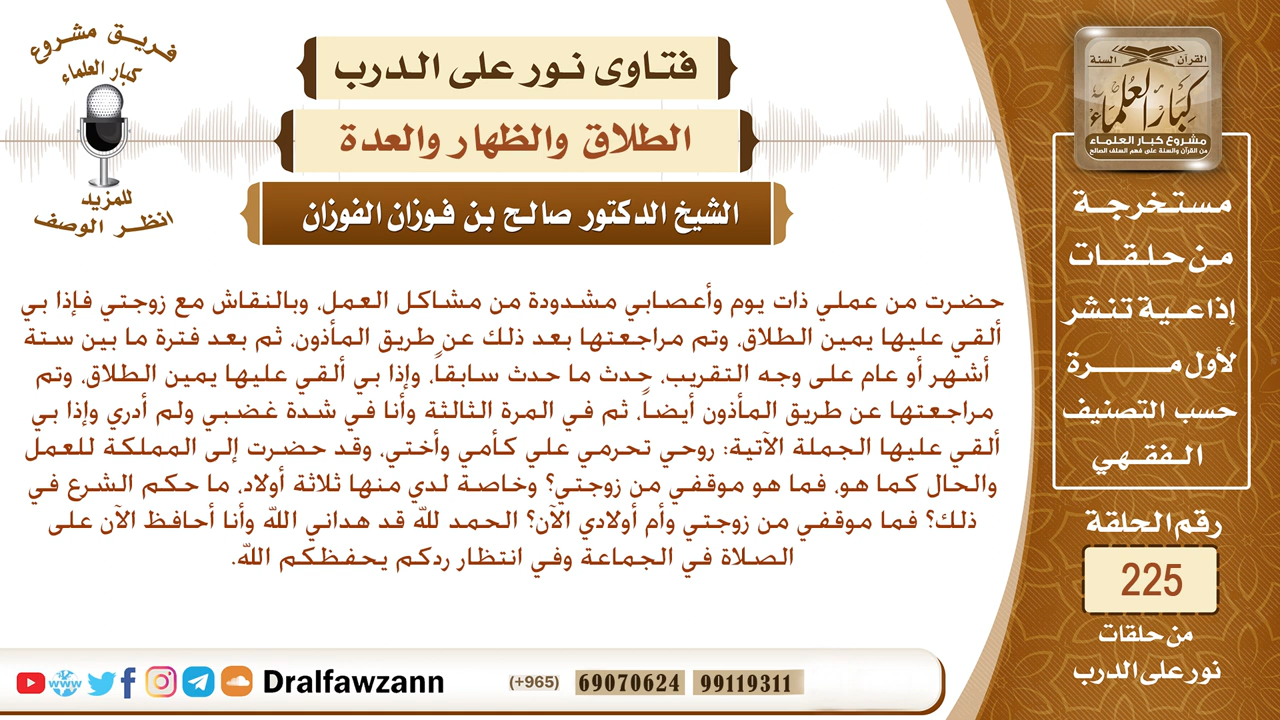 فريق مشروع
كبار العلماء
للمزيد
انظر الوصف
فتاوى نور على الدرب
الطلاق والظهار والعدة
الشيخ الدكتور صالح بن فوزان الفوزان
حضرت من عملي ذات يوم وأعصابي مشدودة من مشاكل العمل، وبالنقاش مع زوجتي فإذا بي
ألقي عليها يمين الطلاق، وتم مراجعتها بعد ذلك عن طريق المأذون، ثم بعد فترة ما بين ستة
أشهر أو عام على وجه التقريب، حدث ما حدث سابقاً، وإذا بي ألقي عليها يمين الطلاق، وتم
مراجعتها عن طريق المأذون أيضاً، ثم في المرة الثالثة وأنا في شدة غضبي ولم أدري وإذا بي
ألقي عليها الجملة الآتية: روحي تحرمي علي كأمي وأختي، وقد حضرت إلى المملكة للعمل
والحال كما هو، فما هو موقفي من زوجتي؟ وخاصة لدي منها ثلاثة أولاد، ما حكم الشرع في
ذلك؟ فما موقفي من زوجتي وأم أولادي الآن؟ الحمد لله قد هداني الله وأنا أحافظ الآن على
الصلاة في الجماعة وفي انتظار ردكم يحفظكم الله.
القرآن السنة
كبار العلماء
مشروع كبار العلماء
من القرآن والسنة على فهم السلف الصالح
مستخرجة
من حلقات
إذاعية تنشر
لأول مرة
حسب التصنيف
الفقهي
رقم الحلقة
225
من حلقات
نور على الدرب
www Dralfawzann (+965) 69070624 99119311